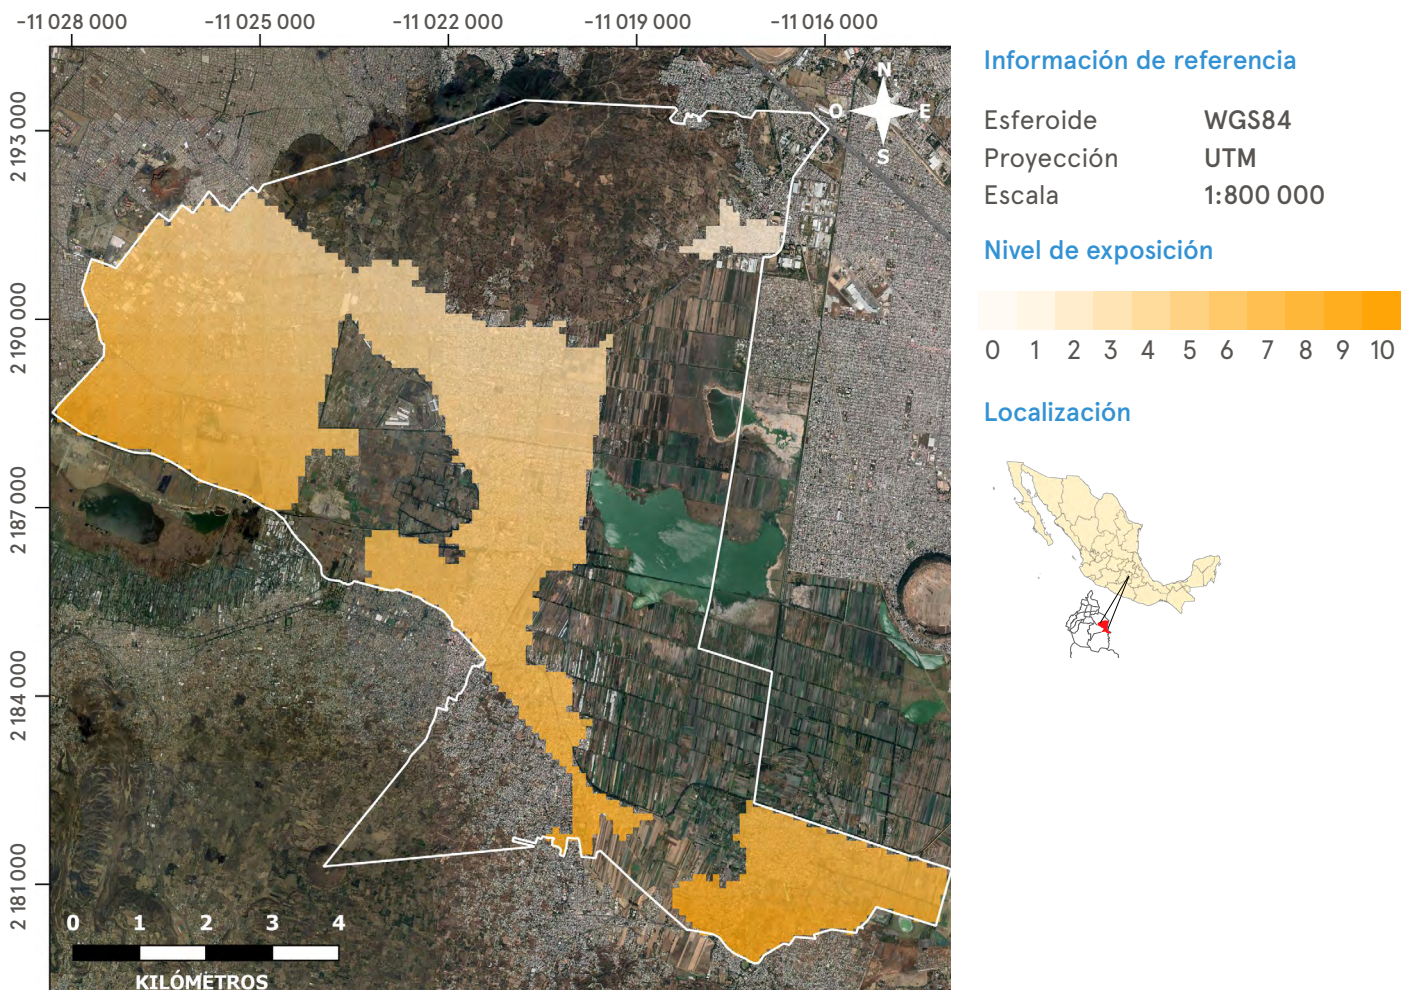 -11 028 000 -11 025 000 -11 022 000 -11 019 000 -11 016 000
2 193 000
2 190 000
2 187 000
2 184 000
2 181 000
N
O E
S
0 1 2 3 4
KILÓMETROS
Información de referencia
Esferoide WGS84
Proyección UTM
Escala 1:800 000
Nivel de exposición
0 1 2 3 4 5 6 7 8 9 10
Localización